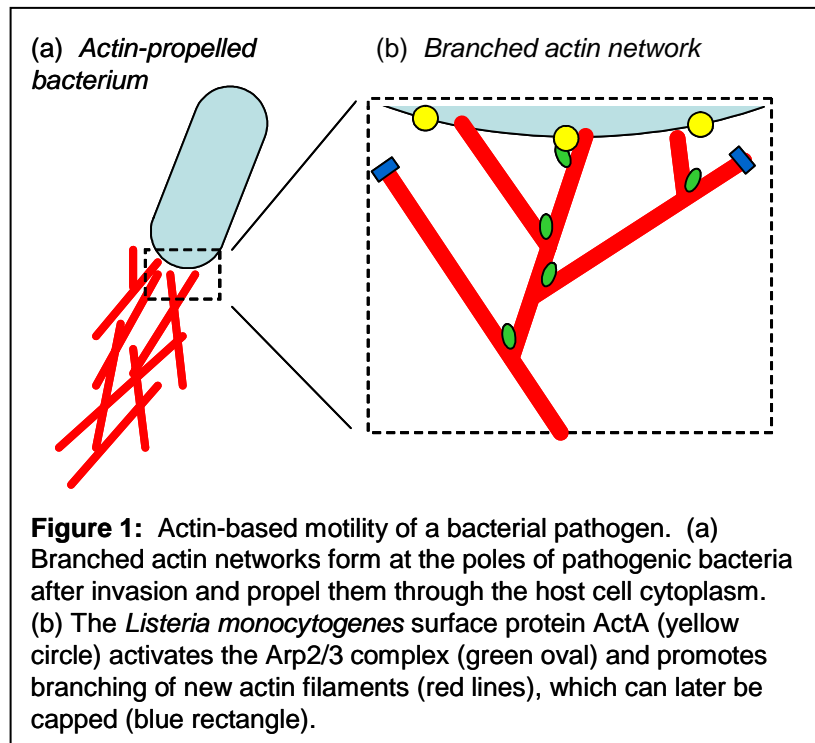 (a) Actin-propelled
bacterium
(b) Branched actin network
Figure 1: Actin-based motility of a bacterial pathogen. (a)
Branched actin networks form at the poles of pathogenic bacteria
after invasion and propel them through the host cell cytoplasm.
(b) The Listeria monocytogenes surface protein ActA (yellow
circle) activates the Arp2/3 complex (green oval) and promotes
branching of new actin filaments (red lines), which can later be
capped (blue rectangle).